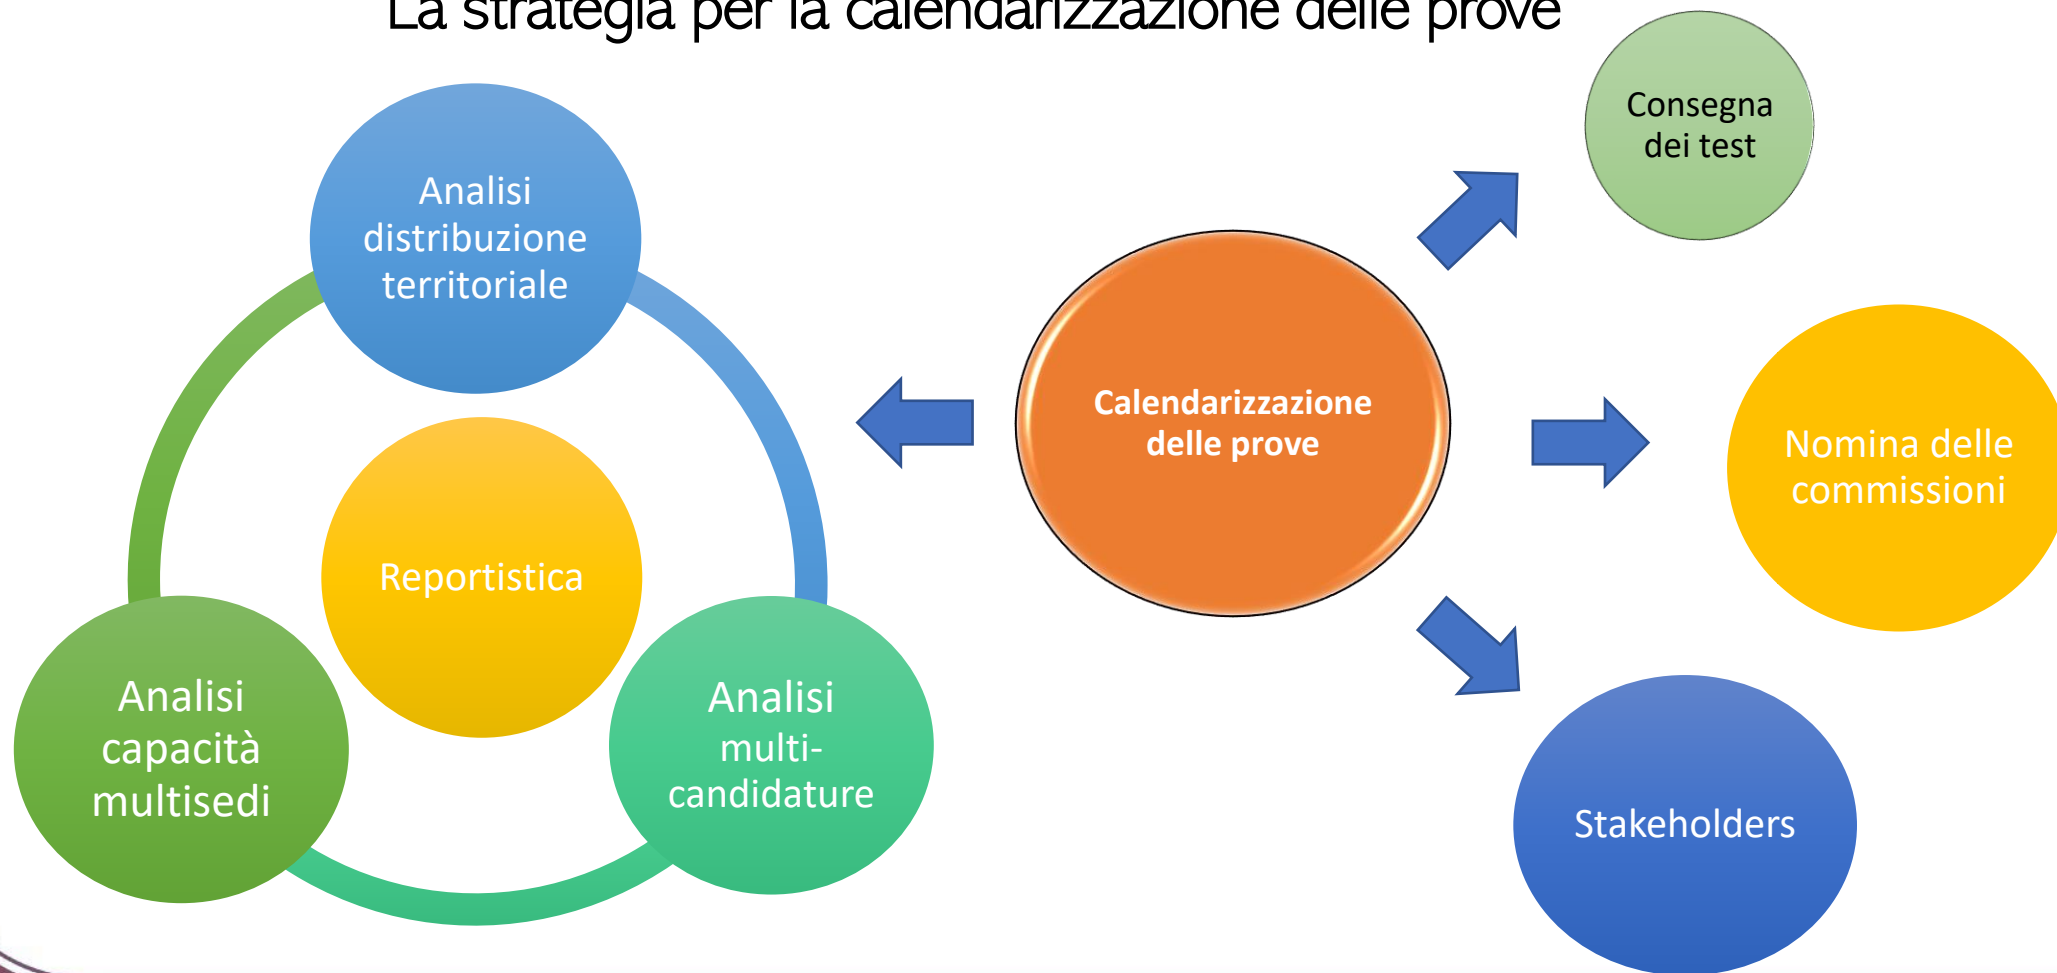 La strategia per la calendarizzazione delle prove
Analisi
distribuzione
territoriale
Reportistica
Analisi
capacità
multisedi
Analisi
multi-
candidature
Calendarizzazione
delle prove
Consegna
dei test
Nomina delle
commissioni
Stakeholders